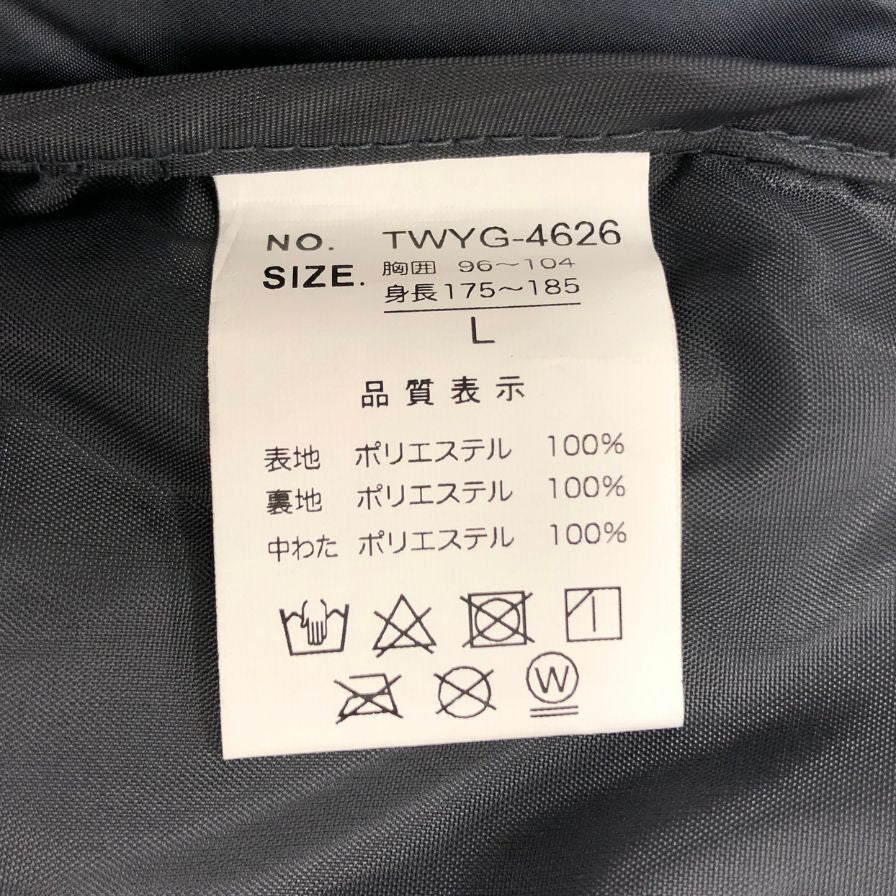 NO. TWYG-4626
SIZE. 胸囲 96～104
身長175～185
L
品質表示
表地 ポリエステル 100%
裏地 ポリエステル 100%
中わた ポリエステル 100%
W